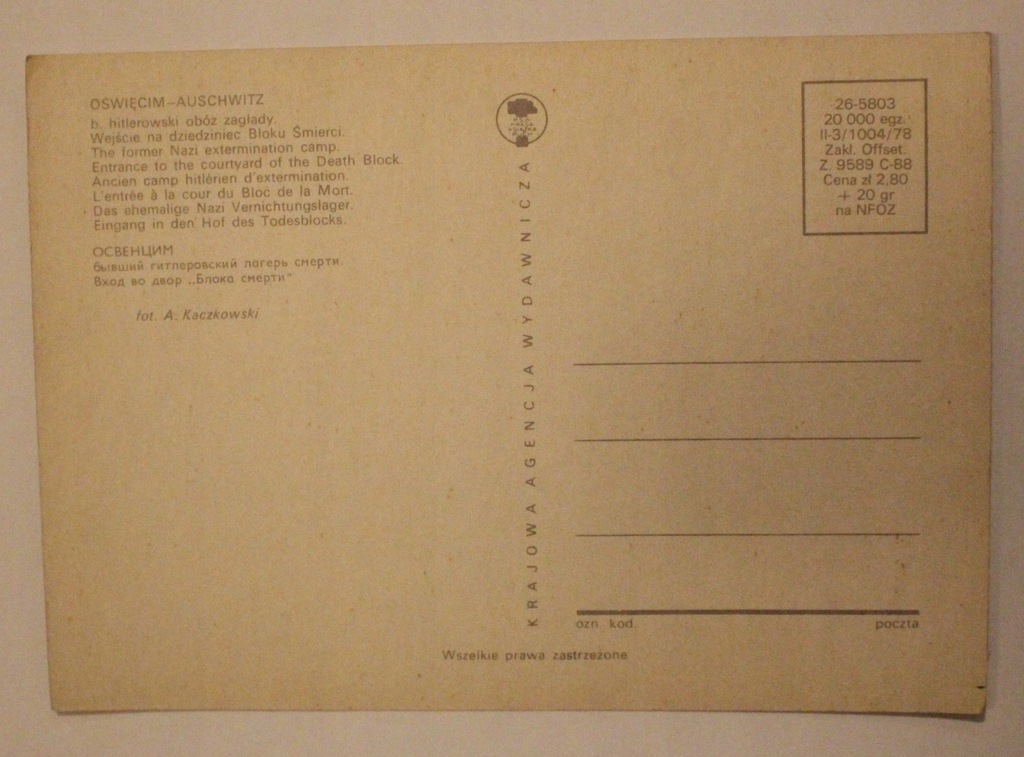 OŚWIĘCIM–AUSCHWITZ
b. hitlerowski obóz zagłady.
Wejście na dziedziniec Bloku Śmierci.
The former Nazi extermination camp.
Entrance to the courtyard of the Death Block.
Ancien camp hitlérien d'extermination.
L'entrée à la cour du Bloc de la Mort.
Das ehemalige Nazi Vernichtungslager.
Eingang in den Hof des Todesblocks.
ОСВЕНЦИМ
бывший гитлеровский лагерь смерти.
Вход во двор „Блока смерти"
fot. A. Kaczkowski
KRAJOWA AGENCJA WYDAWNICZA
26-5803
20 000 egz.
II-3/1004/78
Zakł. Offset.
Z. 9589 C-88
Cena zł 2,80
+ 20 gr
na NFOZ
ozn. kod. poczta
Wszelkie prawa zastrzeżone